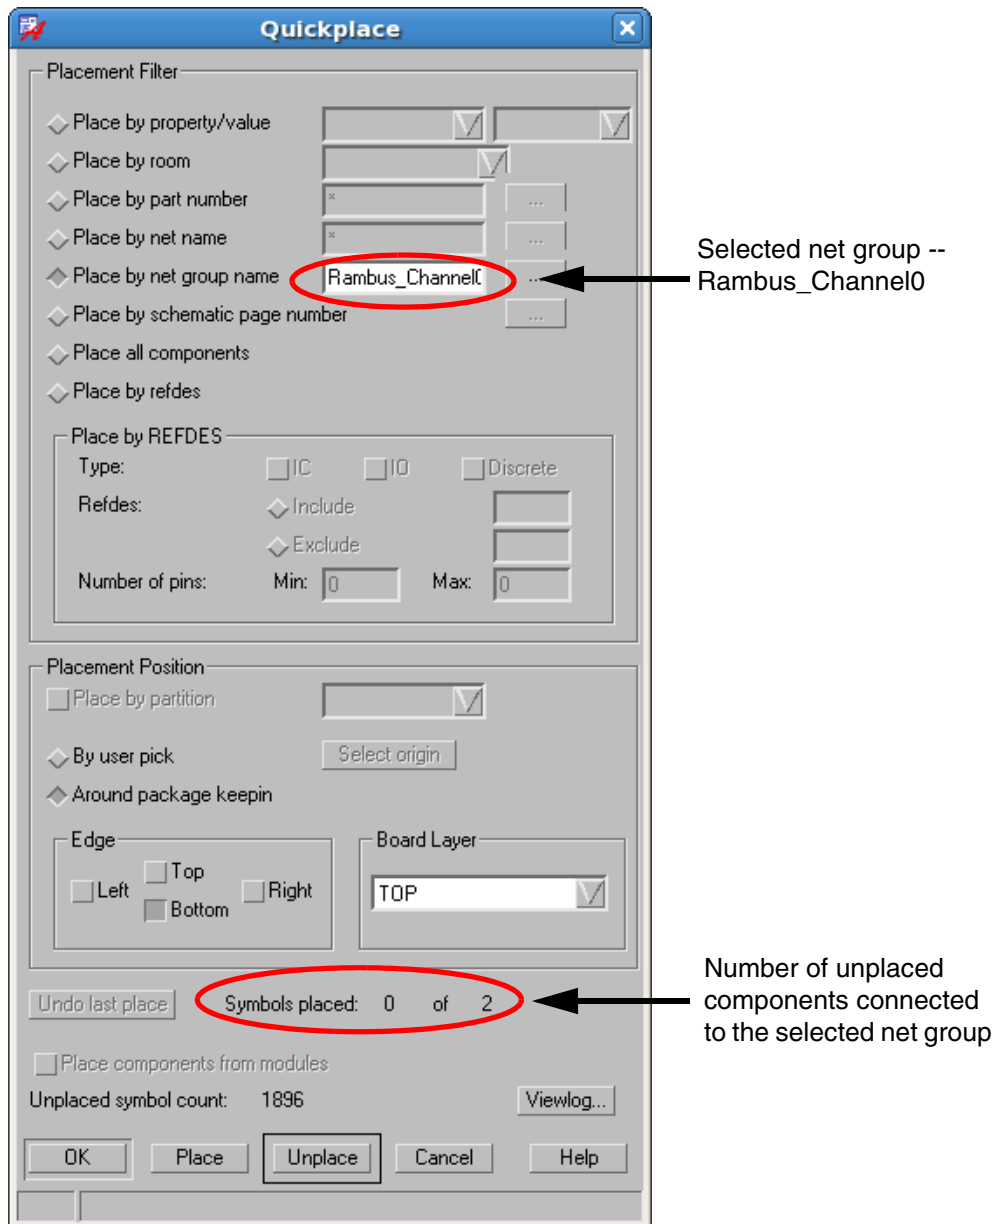 Quickplace
Placement Filter
Place by property/value
Place by room
Place by part number * ...
Place by net name * ...
Place by net group name Rambus_Channel0 ...
Selected net group --
Rambus_Channel0
Place by schematic page number ...
Place all components
Place by refdes
Place by REFDES
Type: IC IO Discrete
Refdes: Include
Exclude
Number of pins: Min: 0 Max: 0
Placement Position
Place by partition
By user pick Select origin
Around package keepin
Edge
Left Top Right
Bottom
Board Layer
TOP
Undo last place Symbols placed: 0 of 2
Number of unplaced
components connected
to the selected net group
Place components from modules
Unplaced symbol count: 1896 Viewlog...
OK Place Unplace Cancel Help